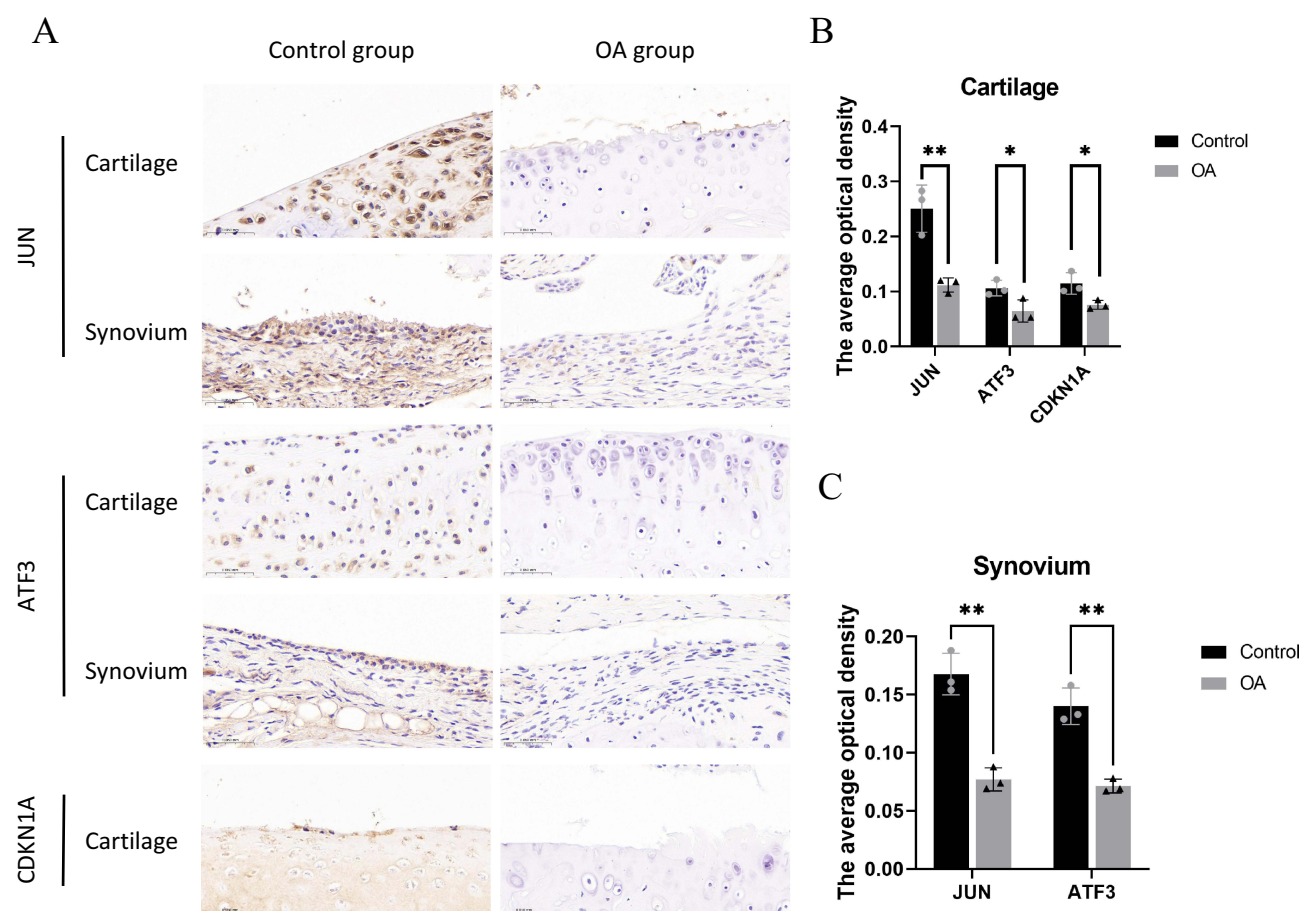 A
Control group
OA group
JUN
Cartilage
Synovium
ATF3
Cartilage
Synovium
CDKN1A
Cartilage
B
Cartilage
The average optical density
0.4
0.3
0.2
0.1
0.0
** * *
JUN
ATF3
CDKN1A
Control
OA
C
Synovium
The average optical density
0.20
0.15
0.10
0.05
0.00
** **
JUN
ATF3
Control
OA